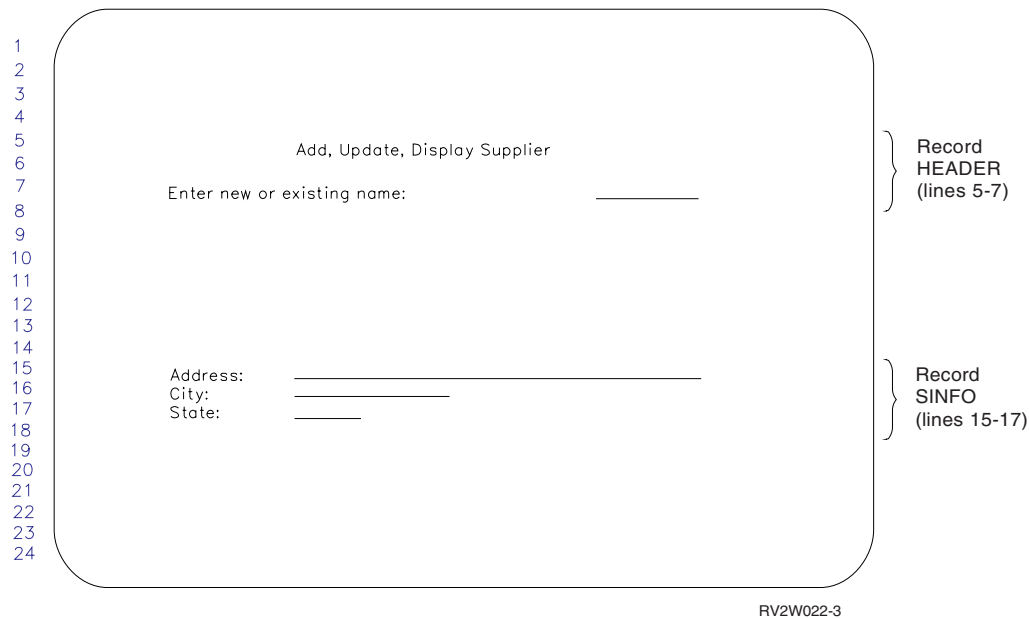 1
2
3
4
5 Add, Update, Display Supplier Record
6 HEADER
7 Enter new or existing name: (lines 5-7)
8
9
10
11
12
13
14
15 Address: Record
16 City: SINFO
17 State: (lines 15-17)
18
19
20
21
22
23
24
RV2W022-3